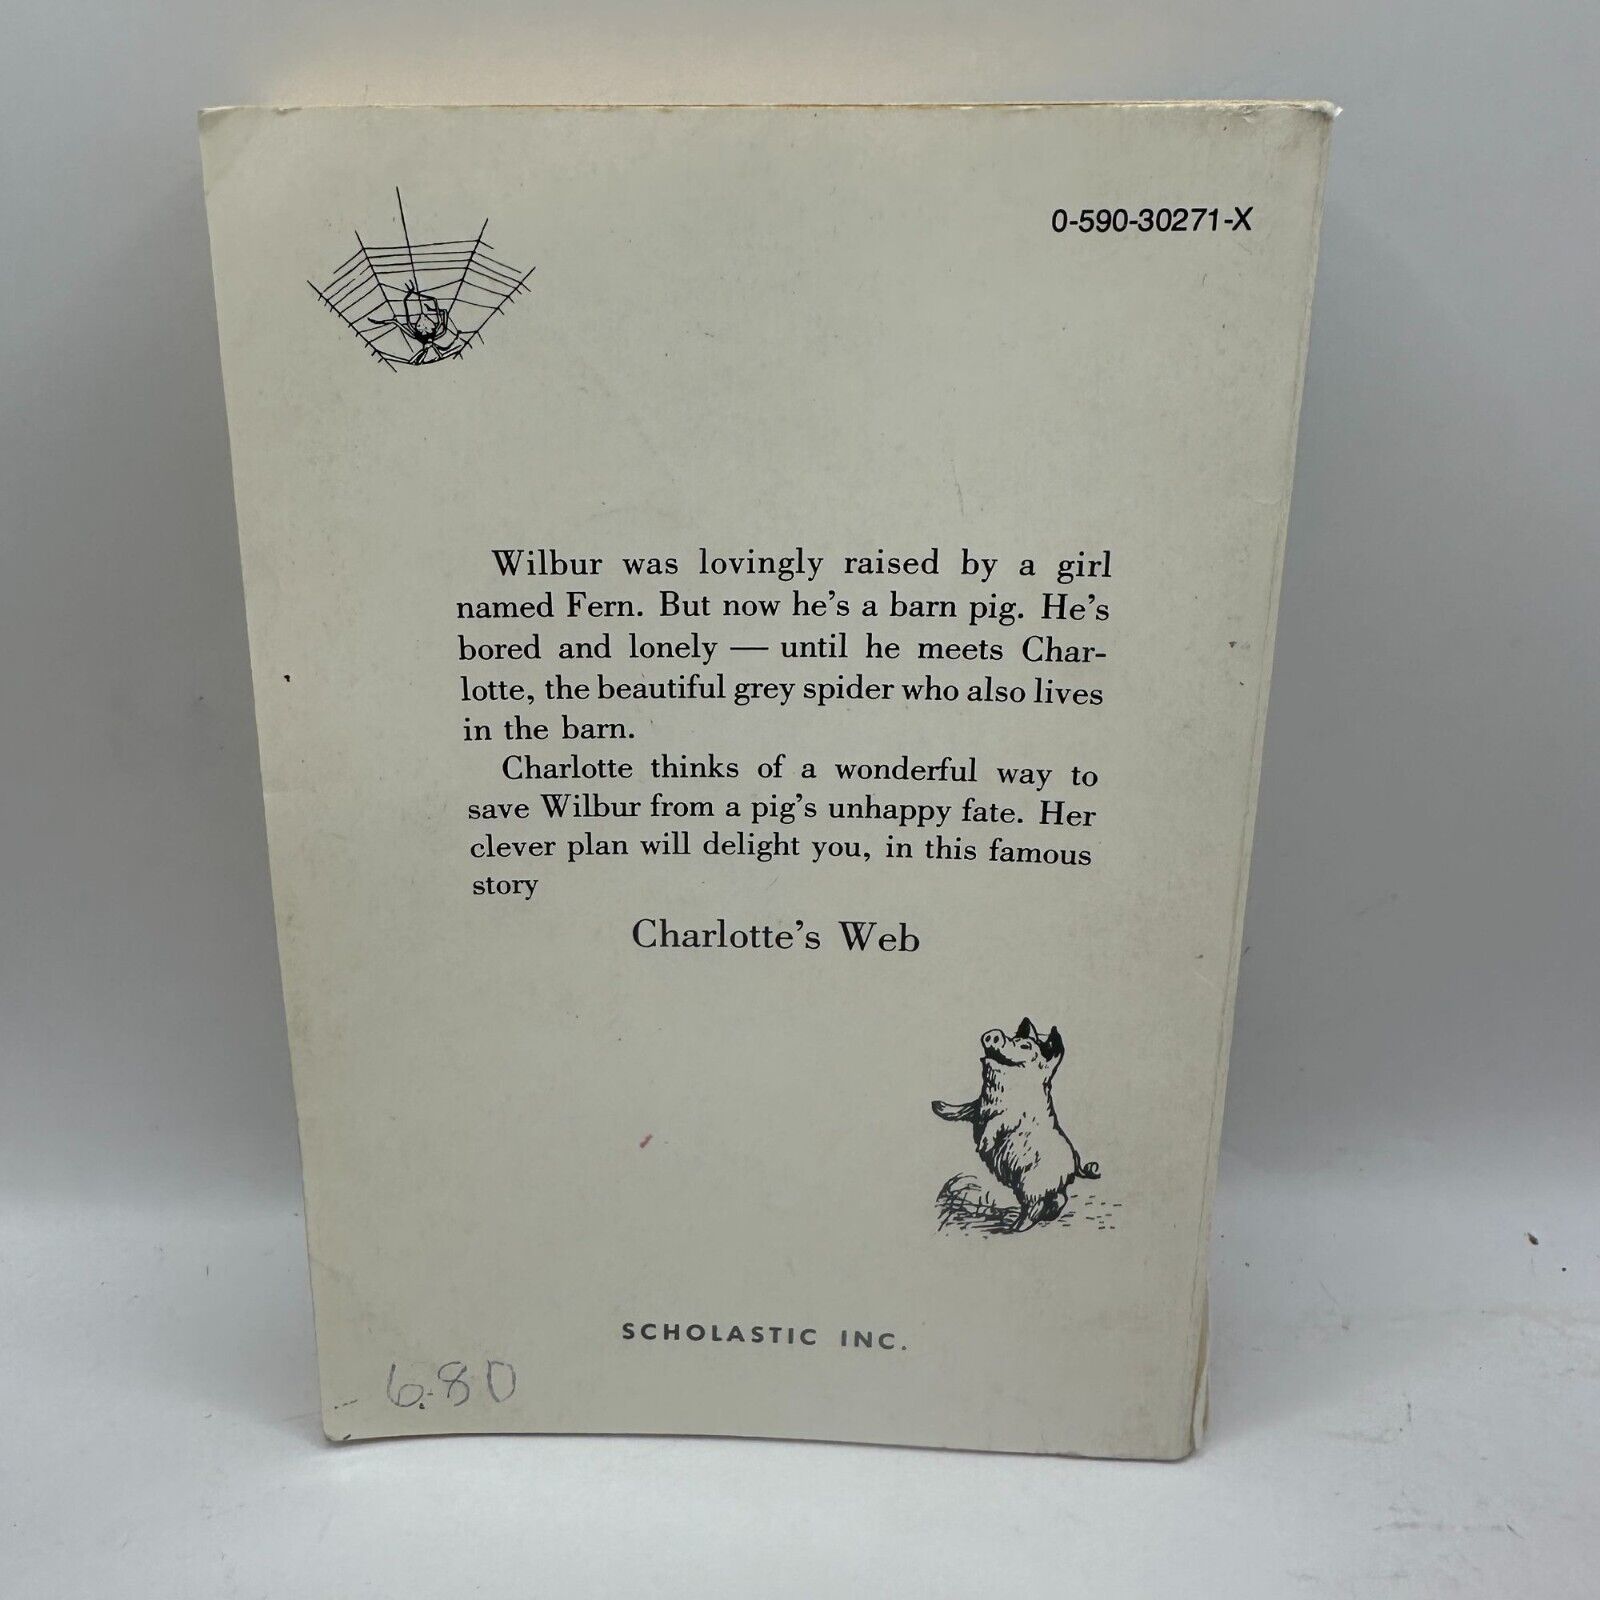 0-590-30271-X
Wilbur was lovingly raised by a girl
named Fern. But now he's a barn pig. He's
bored and lonely — until he meets Char-
lotte, the beautiful grey spider who also lives
in the barn.
Charlotte thinks of a wonderful way to
save Wilbur from a pig's unhappy fate. Her
clever plan will delight you, in this famous
story
Charlotte's Web
SCHOLASTIC INC.
6.80